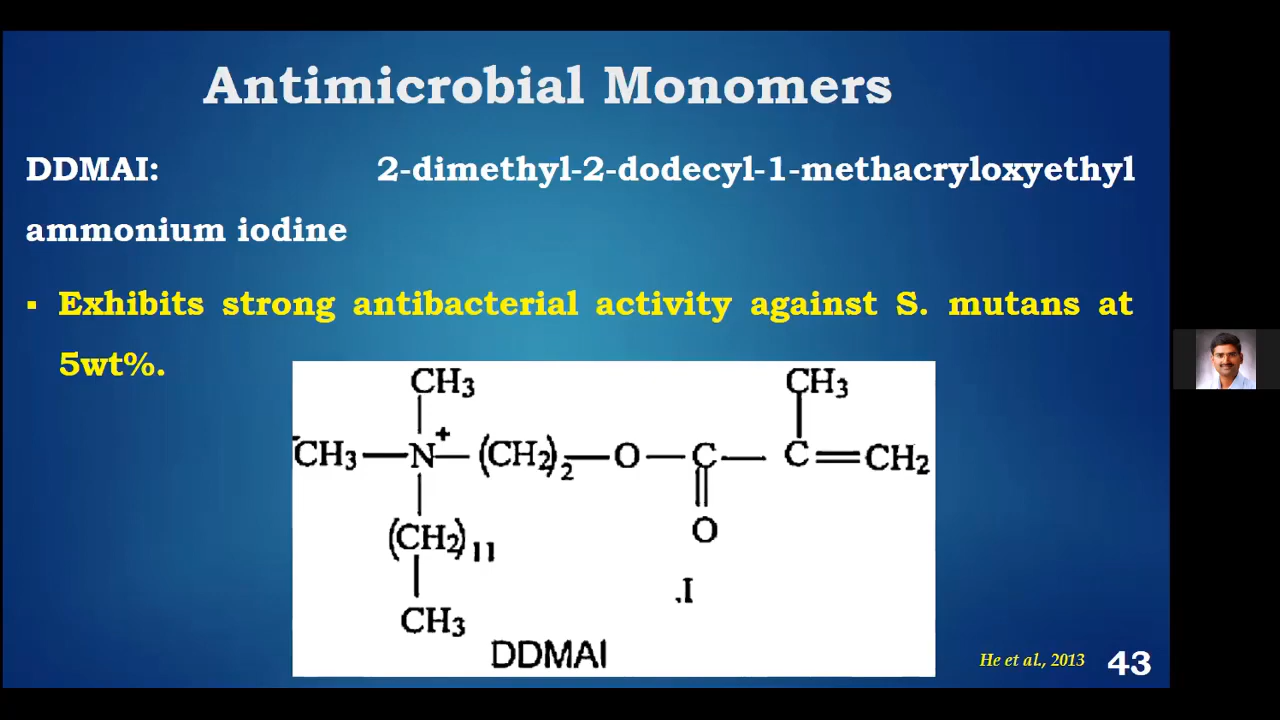 Antimicrobial Monomers
DDMAI: 2-dimethyl-2-dodecyl-1-methacryloxyethyl
ammonium iodine
▪ Exhibits strong antibacterial activity against S. mutans at
5wt%.
CH3 CH3
CH3—N+—(CH2)2—O—C—C=CH2
(CH2)11 O
.I
CH3
DDMAI
He et al., 2013 43